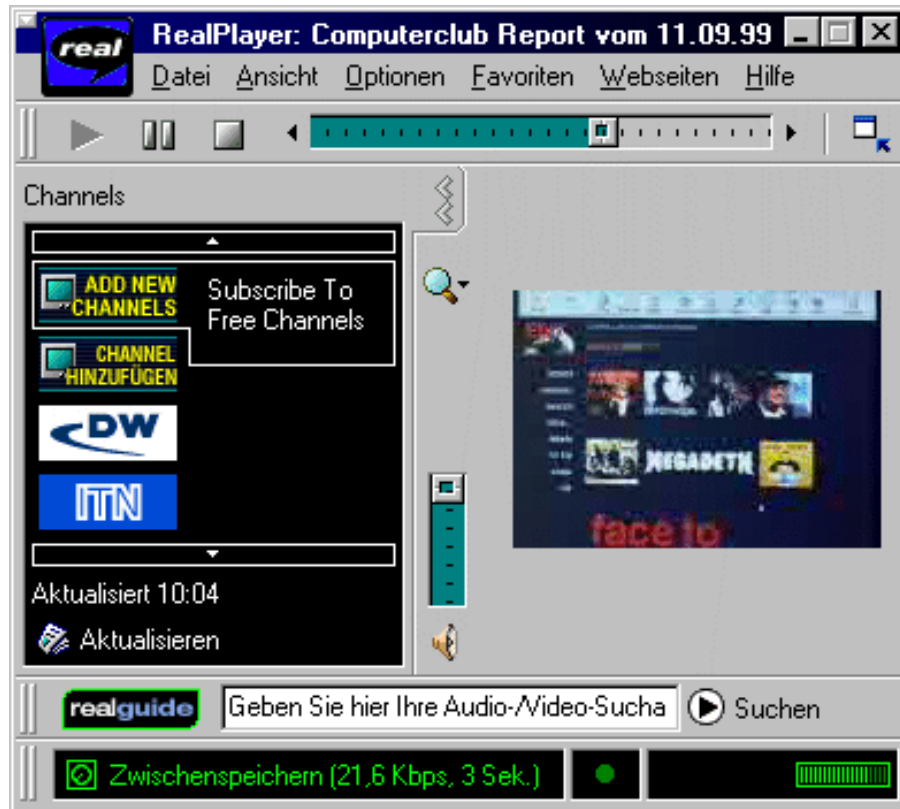 real
RealPlayer: Computerclub Report vom 11.09.99
Datei Ansicht Optionen Favoriten Webseiten Hilfe
Channels
ADD NEW CHANNELS
Subscribe To
Free Channels
CHANNEL
HINZUFÜGEN
DW
ITN
MEGADETH
face to
Aktualisiert 10:04
Aktualisieren
realguide
Geben Sie hier Ihre Audio-/Video-Sucha
Suchen
Zwischenspeichern (21,6 Kbps, 3 Sek.)